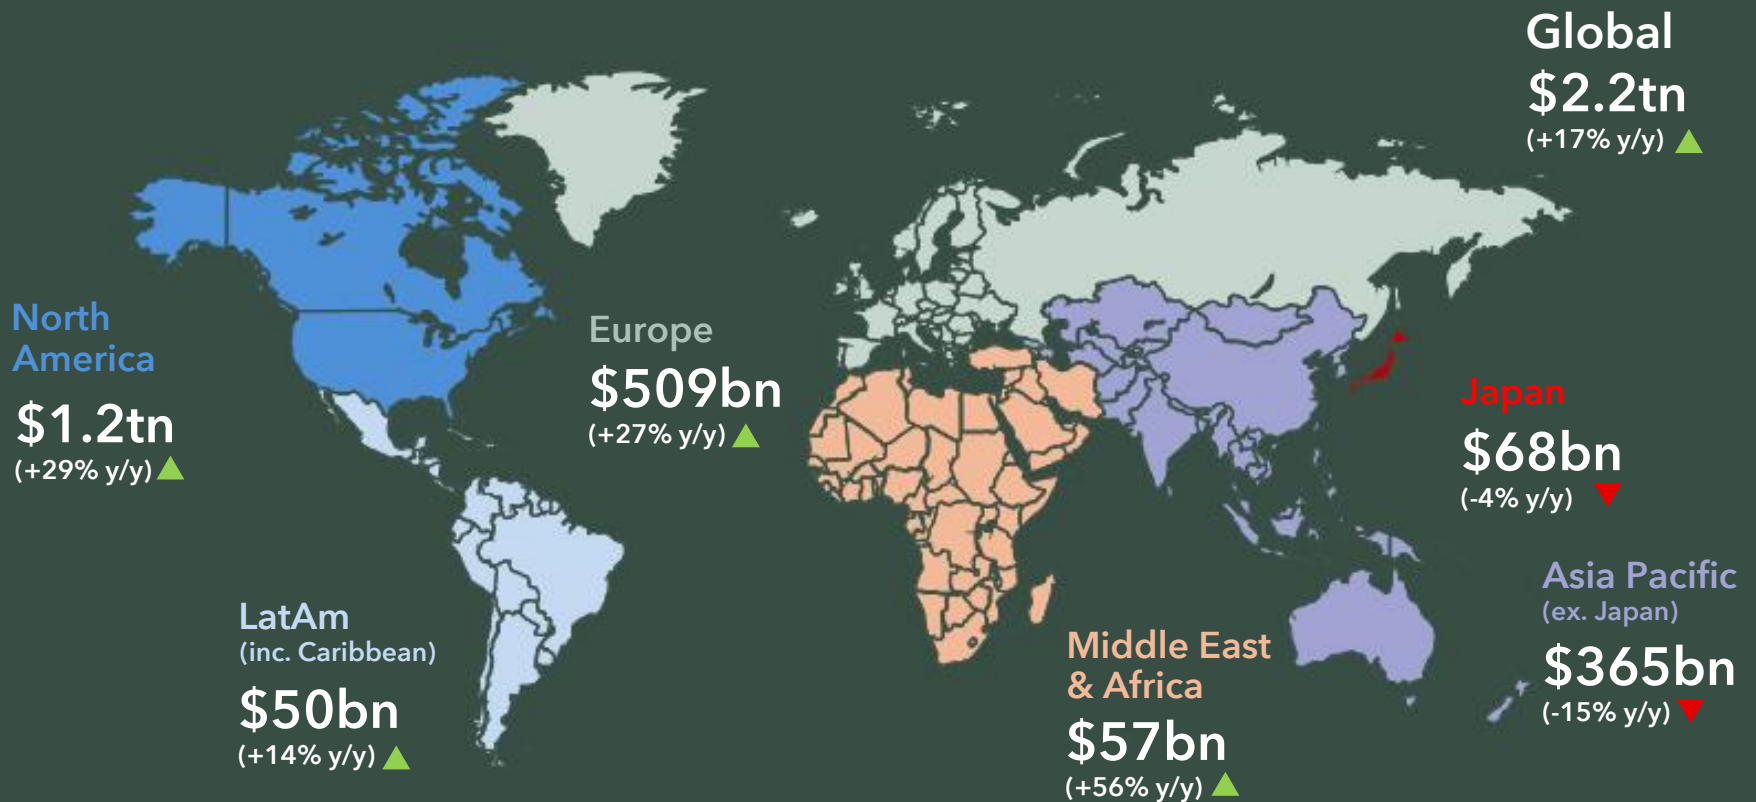 Global
$2.2tn
(+17% y/y)
North
America
$1.2tn
(+29% y/y)
Europe
$509bn
(+27% y/y)
Japan
$68bn
(-4% y/y)
LatAm
(inc. Caribbean)
$50bn
(+14% y/y)
Middle East
& Africa
$57bn
(+56% y/y)
Asia Pacific
(ex. Japan)
$365bn
(-15% y/y)